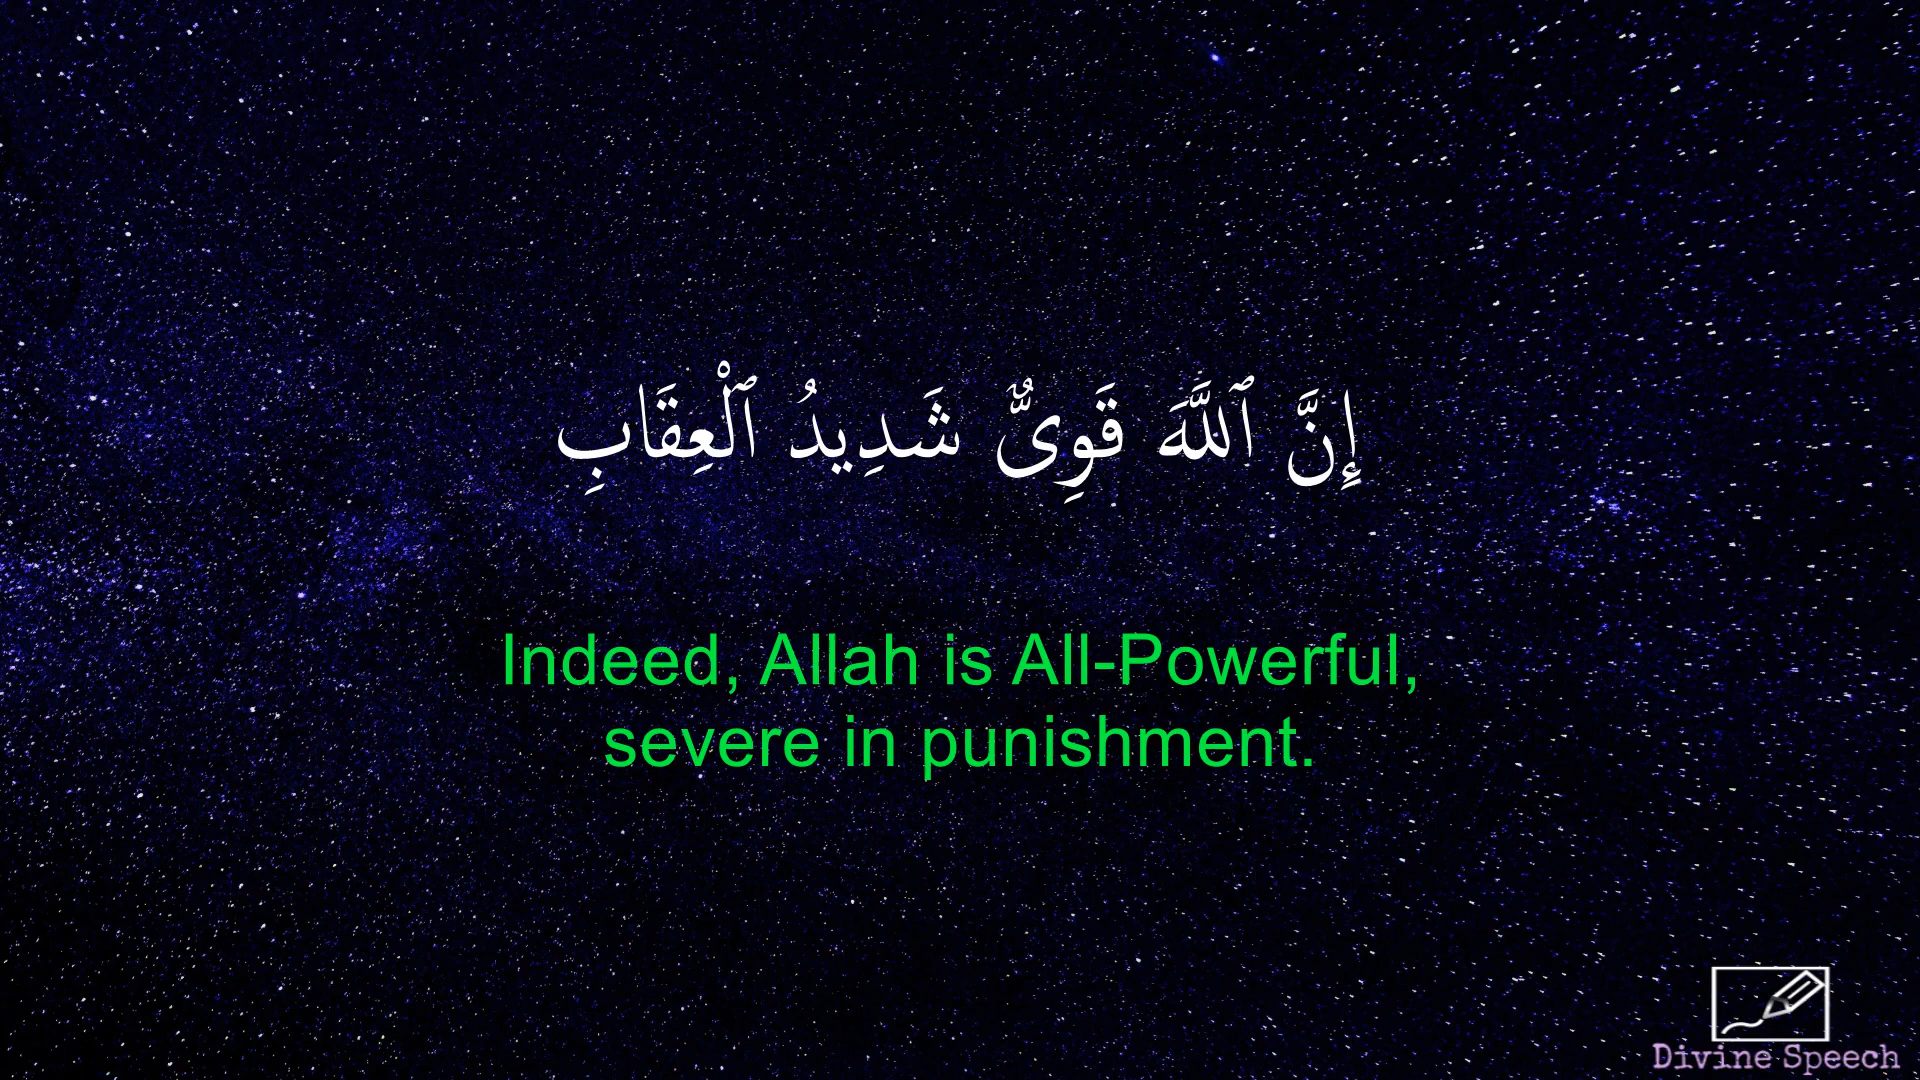 إِنَّ ٱللَّهَ قَوِىٌّ شَدِيدُ ٱلْعِقَابِ
Indeed, Allah is All-Powerful,
severe in punishment.
Divine Speech